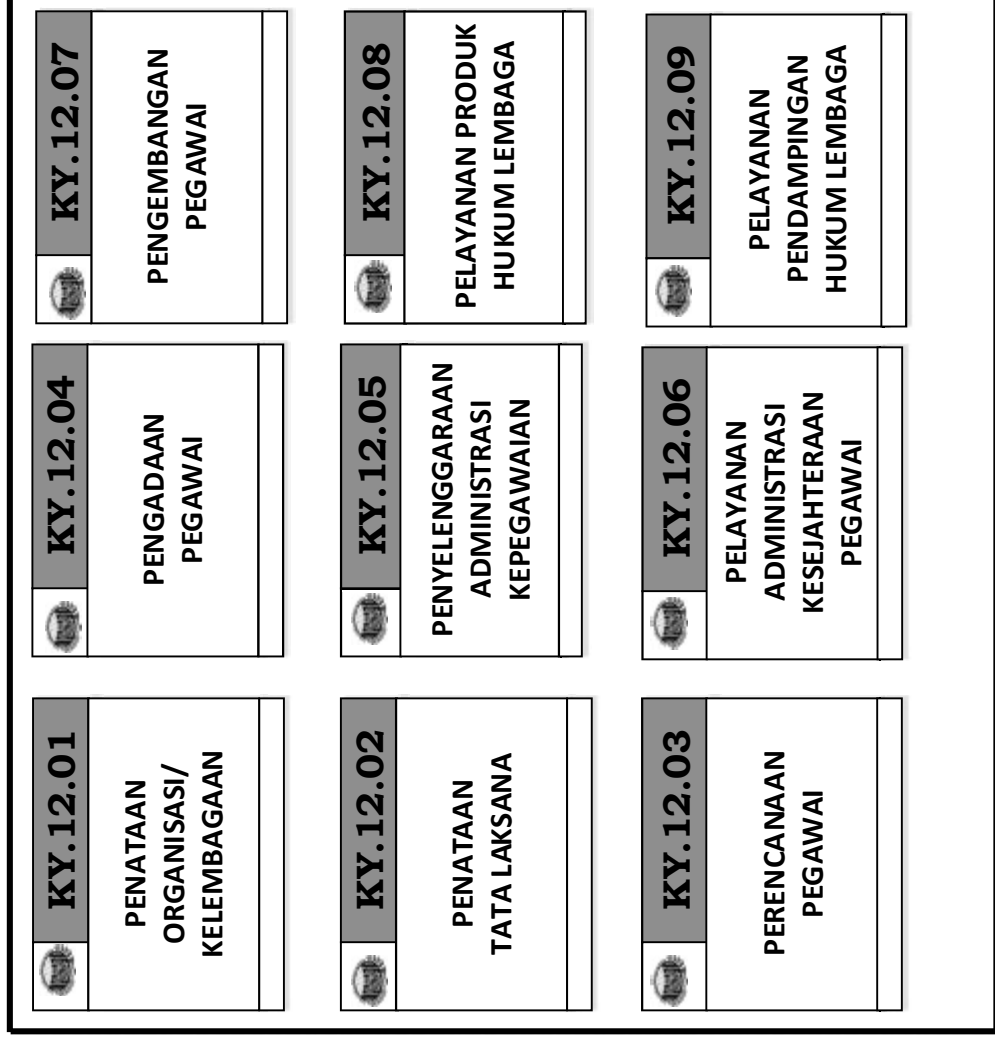 KY.12.01
PENATAAN
ORGANISASI/
KELEMBAGAAN
KY.12.02
PENATAAN
TATA LAKSANA
KY.12.03
PERENCANAAN
PEGAWAI
KY.12.04
PENGADAAN
PEGAWAI
KY.12.05
PENYELENGGARAAN
ADMINISTRASI
KEPEGAWAIAN
KY.12.06
PELAYANAN
ADMINISTRASI
KESEJAHTERAAN
PEGAWAI
KY.12.07
PENGEMBANGAN
PEGAWAI
KY.12.08
PELAYANAN PRODUK
HUKUM LEMBAGA
KY.12.09
PELAYANAN
PENDAMPINGAN
HUKUM LEMBAGA